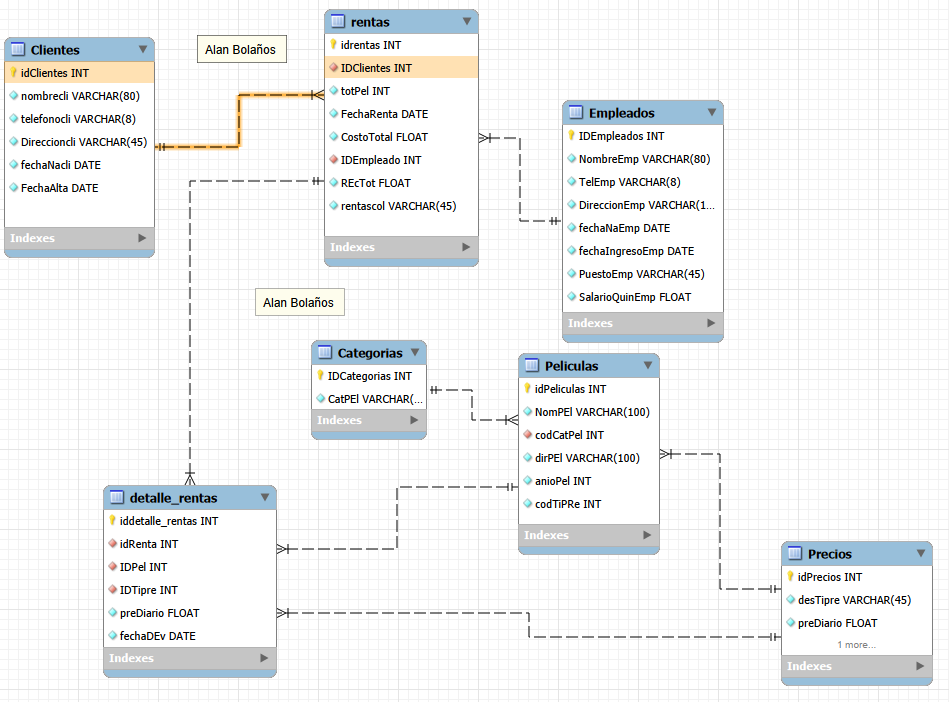 Clientes
idClientes INT
nombrecli VARCHAR(80)
telefonocli VARCHAR(8)
Direccioncli VARCHAR(45)
fechaNacli DATE
FechaAlta DATE
Indexes
Alan Bolaños
rentas
idrentas INT
IDClientes INT
totPel INT
FechaRenta DATE
CostoTotal FLOAT
IDEmpleado INT
REcTot FLOAT
rentascol VARCHAR(45)
Indexes
Empleados
IDEmpleados INT
NombreEmp VARCHAR(80)
TelEmp VARCHAR(8)
DireccionEmp VARCHAR(1...
fechaNaEmp DATE
fechaIngresoEmp DATE
PuestoEmp VARCHAR(45)
SalarioQuinEmp FLOAT
Indexes
Alan Bolaños
Categorias
IDCategorias INT
CatPEl VARCHAR(...
Indexes
Peliculas
idPeliculas INT
NomPEl VARCHAR(100)
codCatPel INT
dirPEl VARCHAR(100)
anioPel INT
codTiPRe INT
Indexes
detalle_rentas
iddetalle_rentas INT
idRenta INT
IDPel INT
IDTipre INT
preDiario FLOAT
fechaDEv DATE
Indexes
Precios
idPrecios INT
desTipre VARCHAR(45)
preDiario FLOAT
1 more...
Indexes